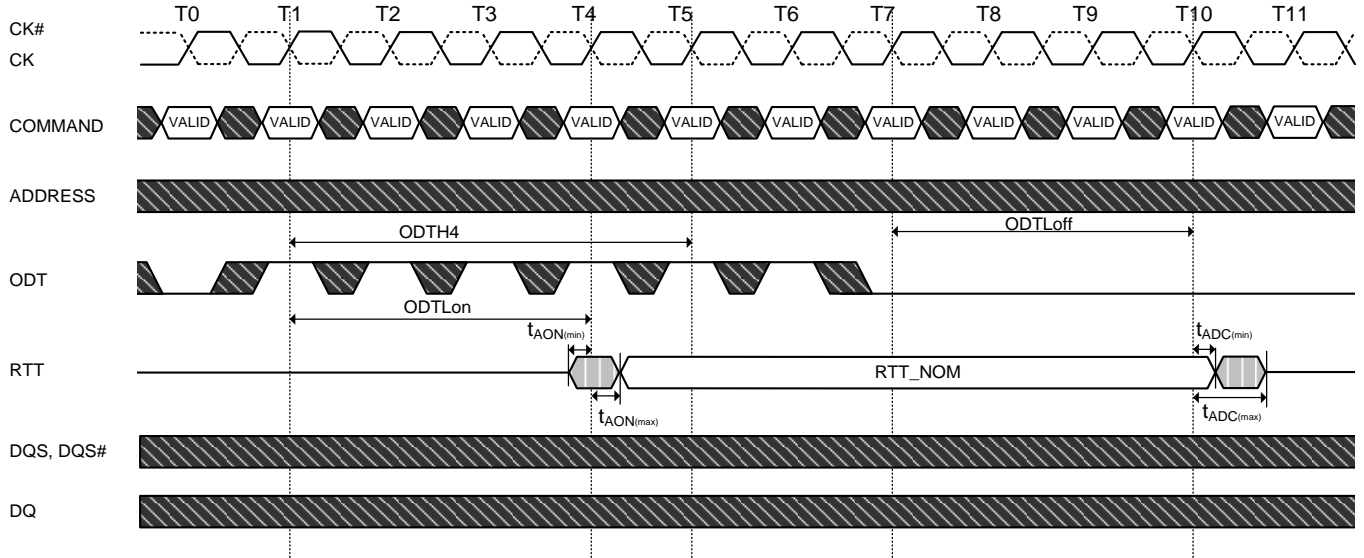 T0 T1 T2 T3 T4 T5 T6 T7 T8 T9 T10 T11
CK#
CK
COMMAND VALID VALID VALID VALID VALID VALID VALID VALID VALID VALID VALID VALID
ADDRESS
ODTH4 ODTLoff
ODT
ODTLon
tAON(min) tADC(min)
RTT RTT_NOM
tAON(max) tADC(max)
DQS, DQS#
DQ